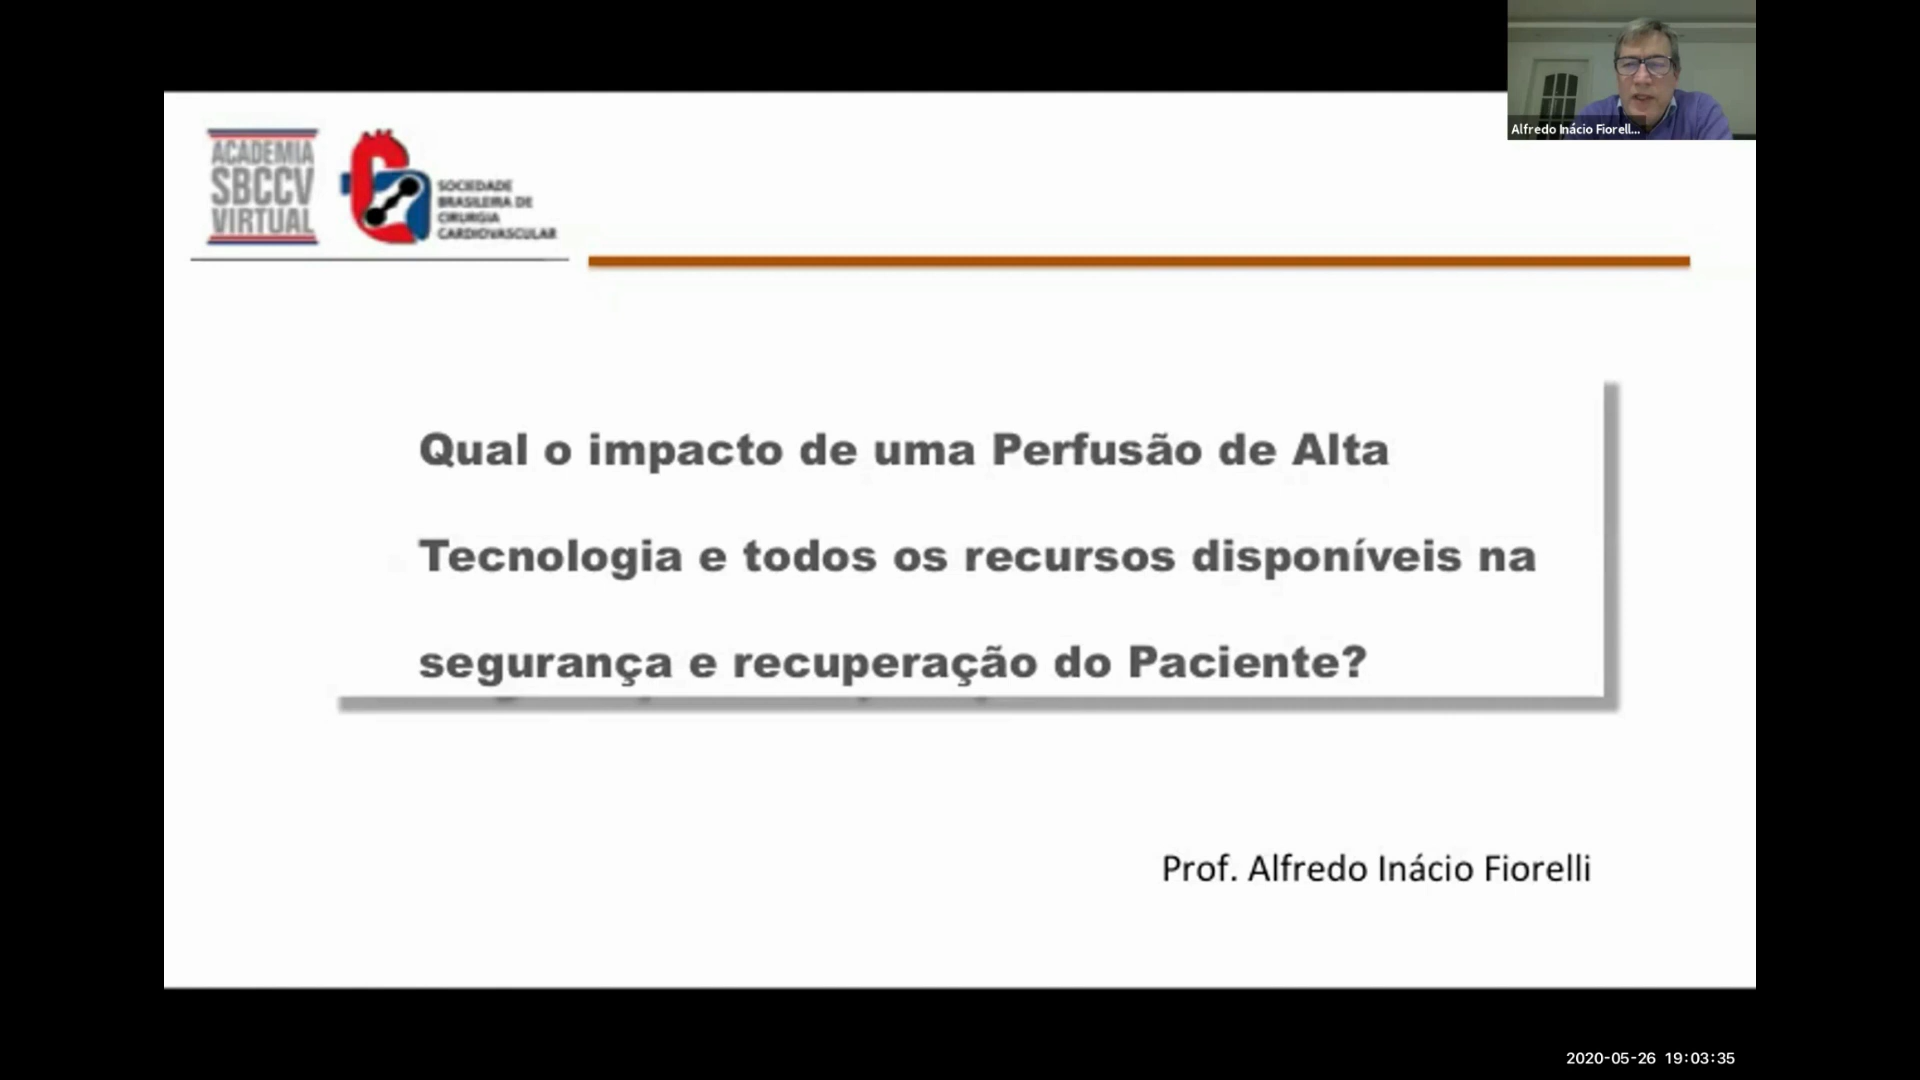 Alfredo Inácio Fiorell...
ACADEMIA
SBCCV
VIRTUAL
SOCIEDADE
BRASILEIRA DE
CIRURGIA
CARDIOVASCULAR
Qual o impacto de uma Perfusão de Alta
Tecnologia e todos os recursos disponíveis na
segurança e recuperação do Paciente?
Prof. Alfredo Inácio Fiorelli
2020-05-26 19:03:35